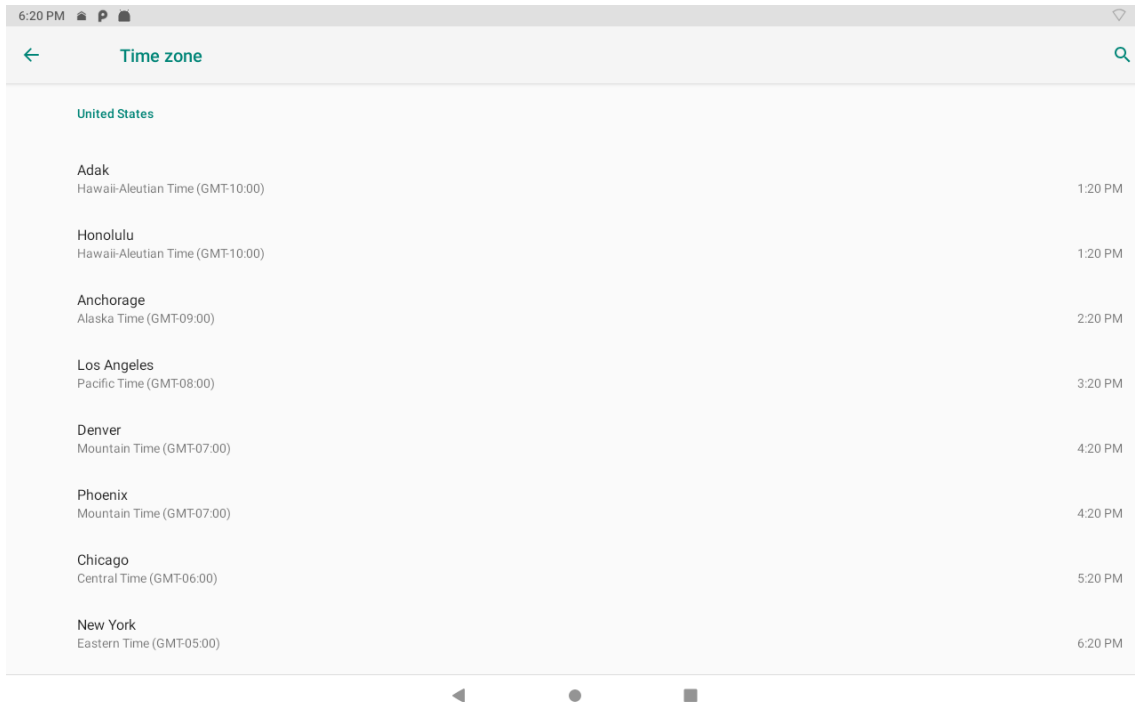 6:20 PM
Time zone
United States
Adak
Hawaii-Aleutian Time (GMT-10:00) 1:20 PM
Honolulu
Hawaii-Aleutian Time (GMT-10:00) 1:20 PM
Anchorage
Alaska Time (GMT-09:00) 2:20 PM
Los Angeles
Pacific Time (GMT-08:00) 3:20 PM
Denver
Mountain Time (GMT-07:00) 4:20 PM
Phoenix
Mountain Time (GMT-07:00) 4:20 PM
Chicago
Central Time (GMT-06:00) 5:20 PM
New York
Eastern Time (GMT-05:00) 6:20 PM